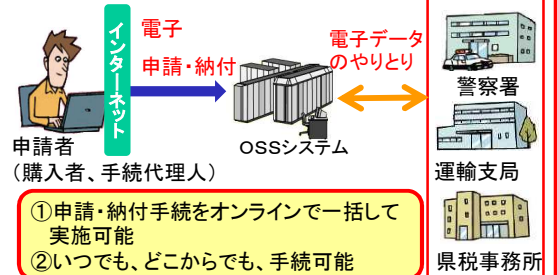 インターネット
電子
申請・納付
電子データ
のやりとり
警察署
申請者
(購入者、手続代理人)
OSSシステム
運輸支局
①申請・納付手続をオンラインで一括して
実施可能
②いつでも、どこからでも、手続可能
県税事務所